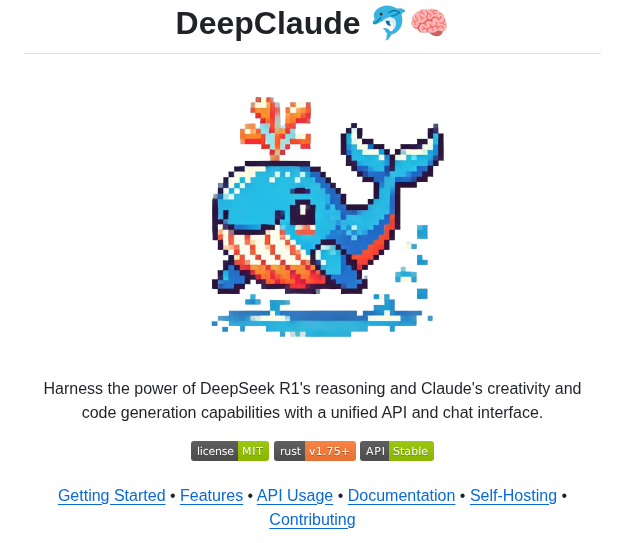 DeepClaude 🐬🧠
Harness the power of DeepSeek R1's reasoning and Claude's creativity and
code generation capabilities with a unified API and chat interface.
license MIT rust v1.75+ API Stable
Getting Started • Features • API Usage • Documentation • Self-Hosting •
Contributing